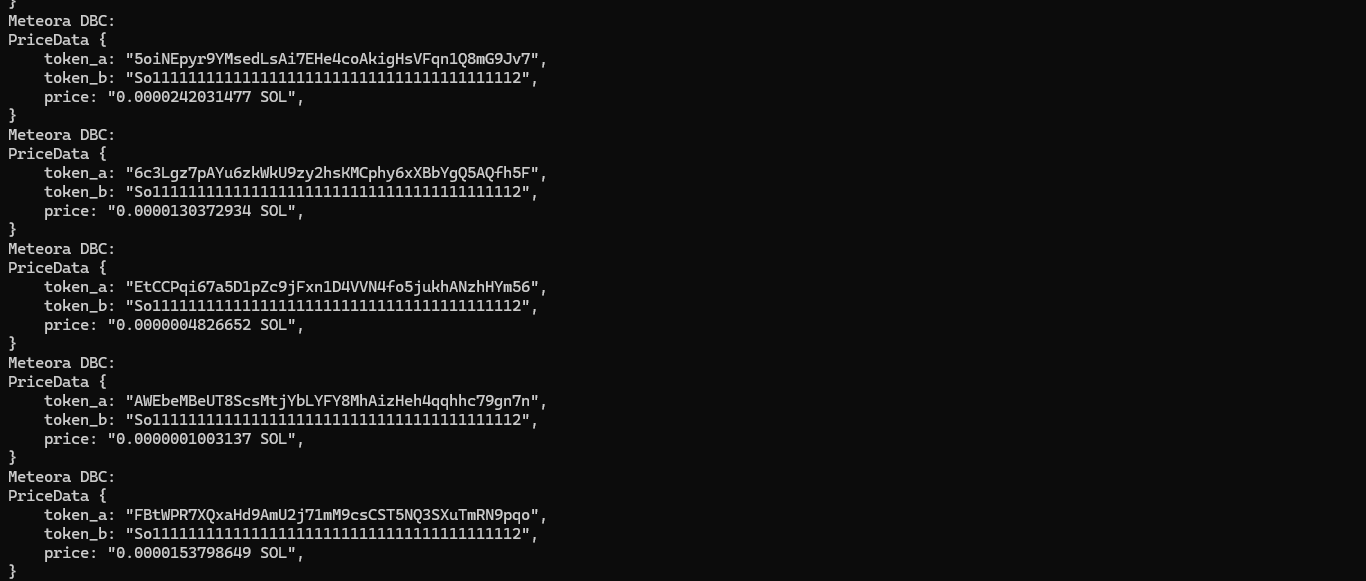 }
Meteora DBC:
PriceData {
    token_a: "5oiNEpyr9YMsedLsAi7EHe4coAkigHsVFqn1Q8mG9Jv7",
    token_b: "So11111111111111111111111111111111111111112",
    price: "0.0000242031477 SOL",
}
Meteora DBC:
PriceData {
    token_a: "6c3Lgz7pAYu6zkWkU9zy2hsKMCphy6xXBbYgQ5AQfh5F",
    token_b: "So11111111111111111111111111111111111111112",
    price: "0.0000130372934 SOL",
}
Meteora DBC:
PriceData {
    token_a: "EtCCPqi67a5D1pZc9jFxn1D4VVN4fo5jukhANzhHYm56",
    token_b: "So11111111111111111111111111111111111111112",
    price: "0.0000004826652 SOL",
}
Meteora DBC:
PriceData {
    token_a: "AWEbeMBeUT8ScsMtjYbLYFY8MhAizHeh4qqhhc79gn7n",
    token_b: "So11111111111111111111111111111111111111112",
    price: "0.0000001003137 SOL",
}
Meteora DBC:
PriceData {
    token_a: "FBtWPR7XQxaHd9AmU2j71mM9csCST5NQ3SXuTmRN9pqo",
    token_b: "So11111111111111111111111111111111111111112",
    price: "0.0000153798649 SOL",
}